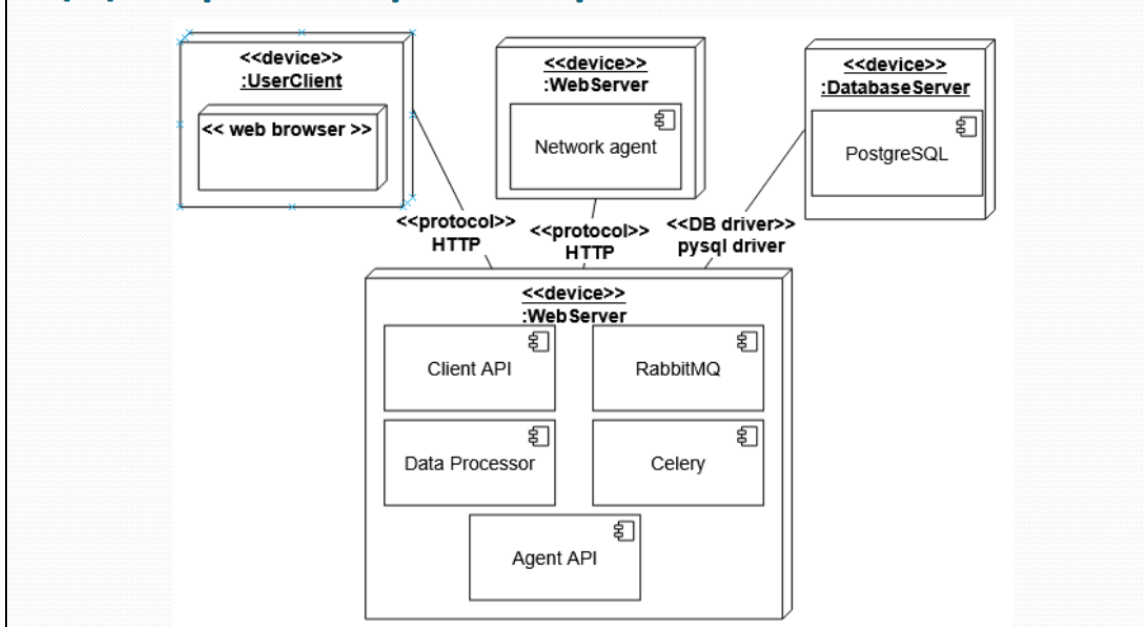 <<device>>
:UserClient
<< web browser >>
<<device>>
:WebServer
Network agent
<<device>>
:DatabaseServer
PostgreSQL
<<protocol>>
HTTP
<<protocol>>
HTTP
<<DB driver>>
pysql driver
<<device>>
:WebServer
Client API
RabbitMQ
Data Processor
Celery
Agent API